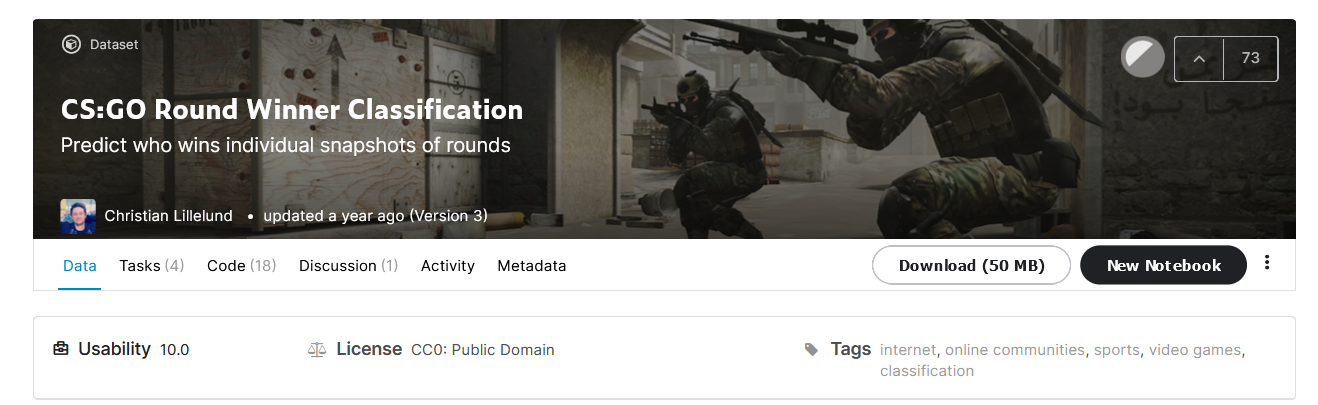 Dataset
73
CS:GO Round Winner Classification
Predict who wins individual snapshots of rounds
Christian Lillelund • updated a year ago (Version 3)
Data Tasks (4) Code (18) Discussion (1) Activity Metadata Download (50 MB) New Notebook
Usability 10.0 License CC0: Public Domain Tags internet, online communities, sports, video games,
classification